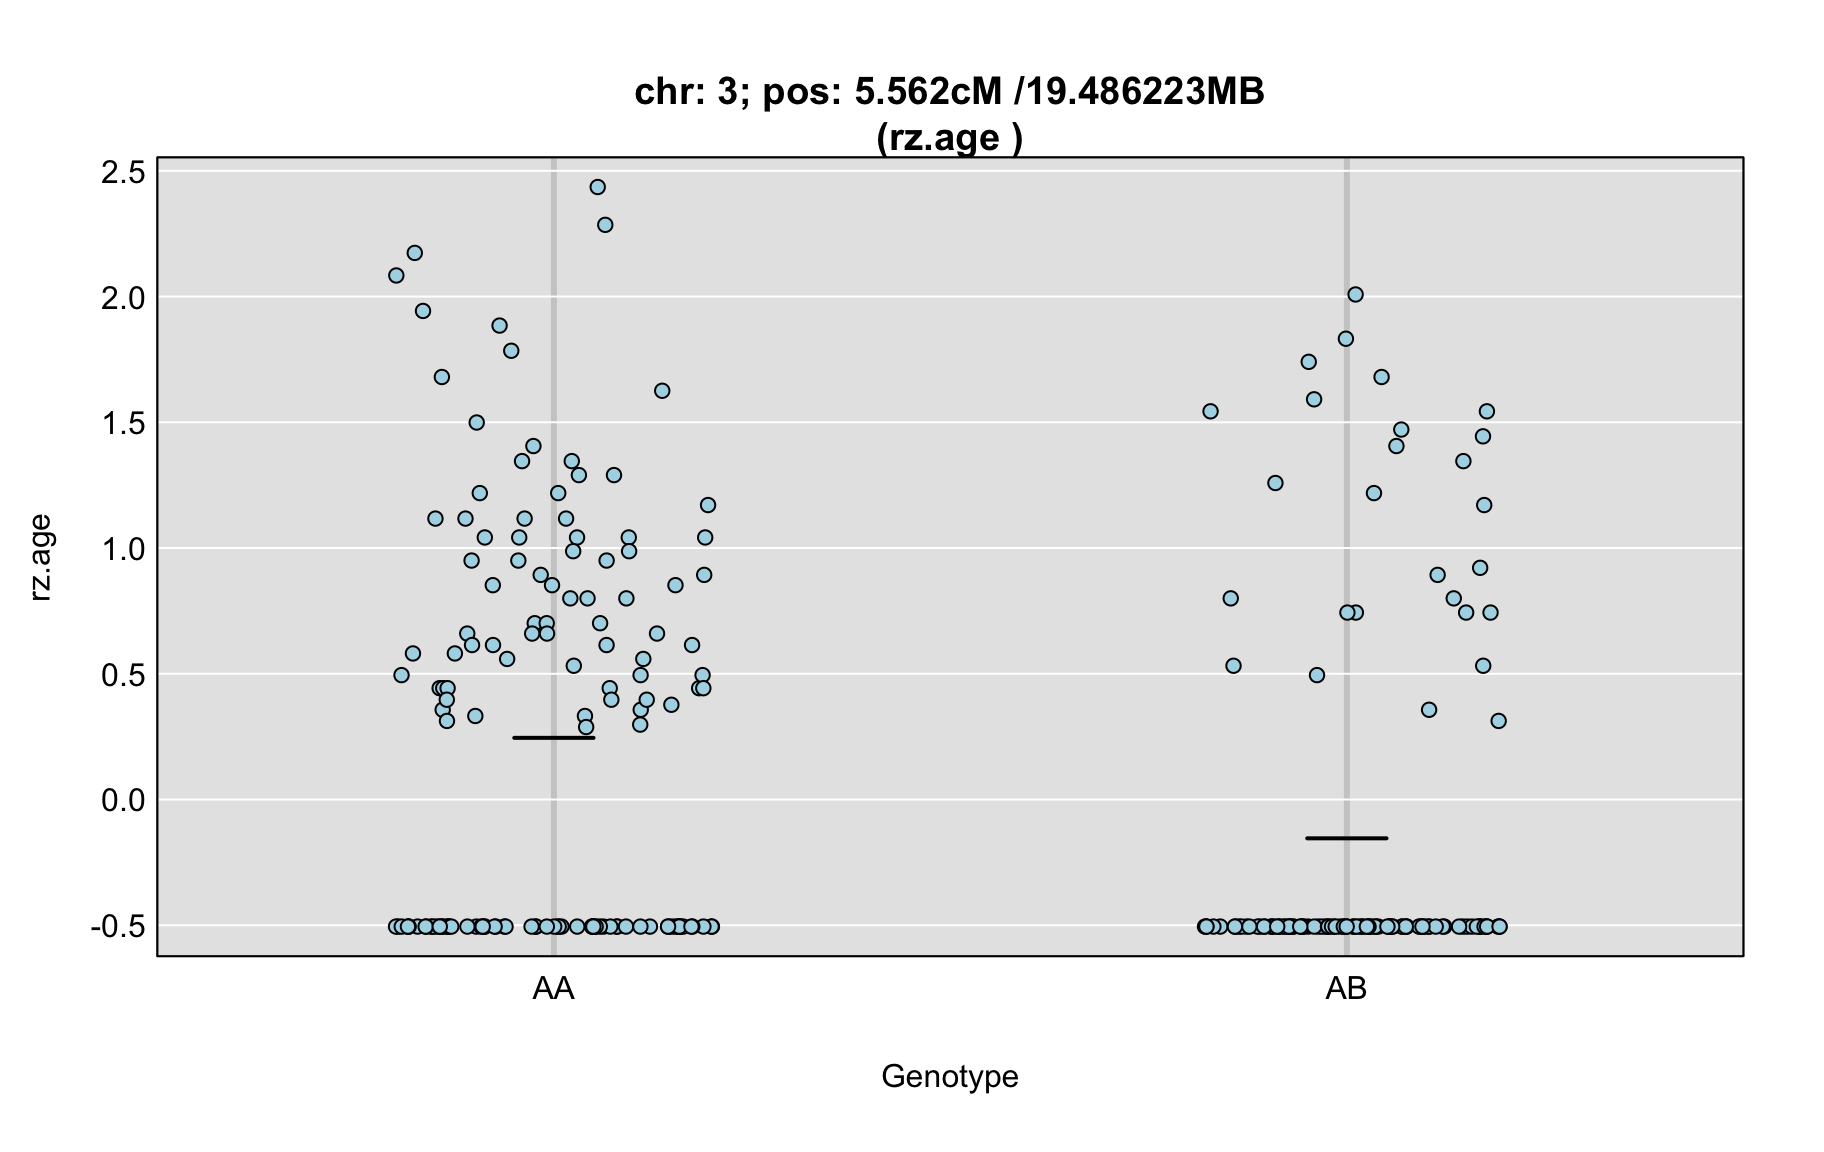 chr: 3; pos: 5.562cM /19.486223MB
(rz.age )
2.5
2.0
1.5
1.0
0.5
0.0
-0.5
rz.age
AA
AB
Genotype